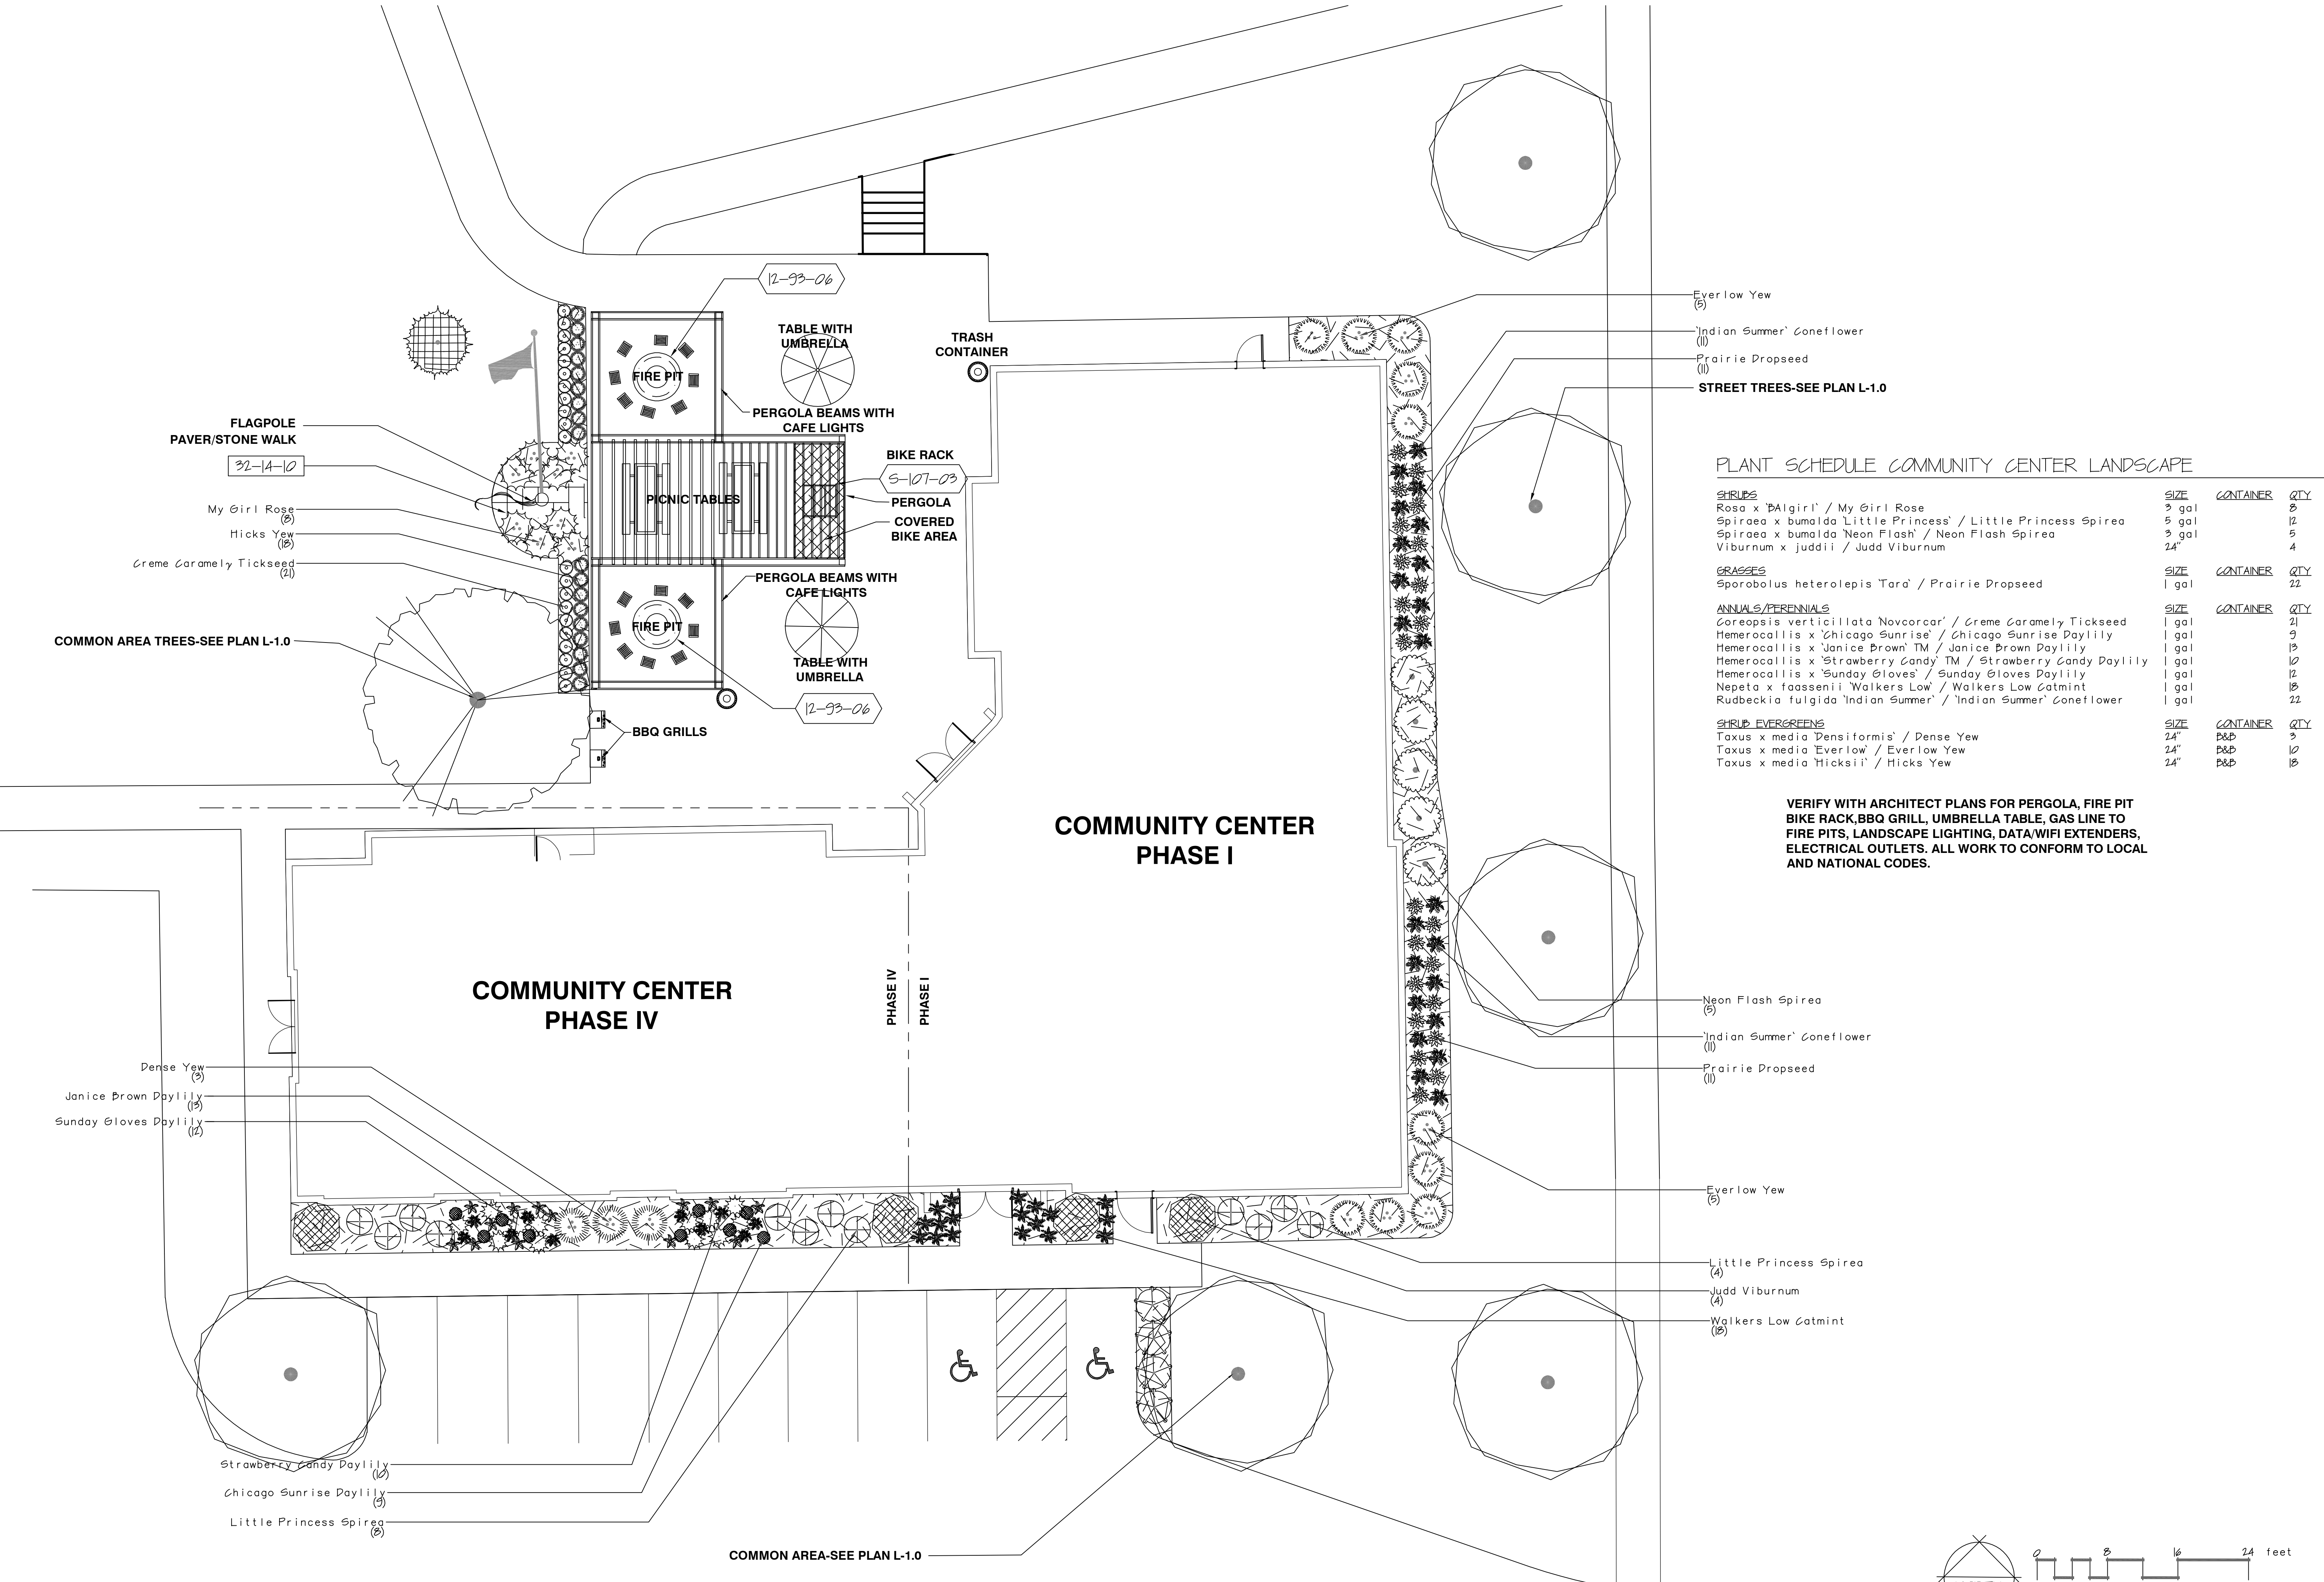 12-93-06
TABLE WITH
UMBRELLA
TRASH
CONTAINER
FIRE PIT
PERGOLA BEAMS WITH
CAFE LIGHTS
FLAGPOLE
PAVER/STONE WALK
32-14-10
My Girl Rose
(8)
Hicks Yew
(18)
Creme Caramely Tickseed
(21)
COMMON AREA TREES-SEE PLAN L-1.0
BIKE RACK
S-107-03
PICNIC TABLES
PERGOLA
COVERED
BIKE AREA
PERGOLA BEAMS WITH
CAFE LIGHTS
FIRE PIT
TABLE WITH
UMBRELLA
12-93-06
BBQ GRILLS
COMMUNITY CENTER
PHASE I
COMMUNITY CENTER
PHASE IV
PHASE IV
PHASE I
Everlow Yew
(5)
'Indian Summer' Coneflower
(11)
Prairie Dropseed
(11)
STREET TREES-SEE PLAN L-1.0
PLANT SCHEDULE COMMUNITY CENTER LANDSCAPE
SHRUBS SIZE CONTAINER QTY
Rosa x 'BAlgirl' / My Girl Rose 3 gal 8
Spiraea x bumalda 'Little Princess' / Little Princess Spirea 5 gal 12
Spiraea x bumalda 'Neon Flash' / Neon Flash Spirea 3 gal 5
Viburnum x juddii / Judd Viburnum 24" 4
GRASSES SIZE CONTAINER QTY
Sporobolus heterolepis 'Tara' / Prairie Dropseed 1 gal 22
ANNUALS/PERENNIALS SIZE CONTAINER QTY
Coreopsis verticillata 'Novcorcar' / Creme Caramely Tickseed 1 gal 21
Hemerocallis x 'Chicago Sunrise' / Chicago Sunrise Daylily 1 gal 9
Hemerocallis x 'Janice Brown' TM / Janice Brown Daylily 1 gal 13
Hemerocallis x 'Strawberry Candy' TM / Strawberry Candy Daylily 1 gal 10
Hemerocallis x 'Sunday Gloves' / Sunday Gloves Daylily 1 gal 12
Nepeta x faassenii 'Walkers Low' / Walkers Low Catmint 1 gal 18
Rudbeckia fulgida 'Indian Summer' / 'Indian Summer' Coneflower 1 gal 22
SHRUB EVERGREENS SIZE CONTAINER QTY
Taxus x media 'Densiformis' / Dense Yew 24" B&B 3
Taxus x media 'Everlow' / Everlow Yew 24" B&B 10
Taxus x media 'Hicksii' / Hicks Yew 24" B&B 18
VERIFY WITH ARCHITECT PLANS FOR PERGOLA, FIRE PIT
BIKE RACK,BBQ GRILL, UMBRELLA TABLE, GAS LINE TO
FIRE PITS, LANDSCAPE LIGHTING, DATA/WIFI EXTENDERS,
ELECTRICAL OUTLETS. ALL WORK TO CONFORM TO LOCAL
AND NATIONAL CODES.
Neon Flash Spirea
(5)
'Indian Summer' Coneflower
(11)
Prairie Dropseed
(11)
Everlow Yew
(5)
Little Princess Spirea
(4)
Judd Viburnum
(4)
Walkers Low Catmint
(18)
Dense Yew
(3)
Janice Brown Daylily
(13)
Sunday Gloves Daylily
(12)
Strawberry Candy Daylily
(10)
Chicago Sunrise Daylily
(9)
Little Princess Spirea
(8)
COMMON AREA-SEE PLAN L-1.0
0 8 16 24 feet